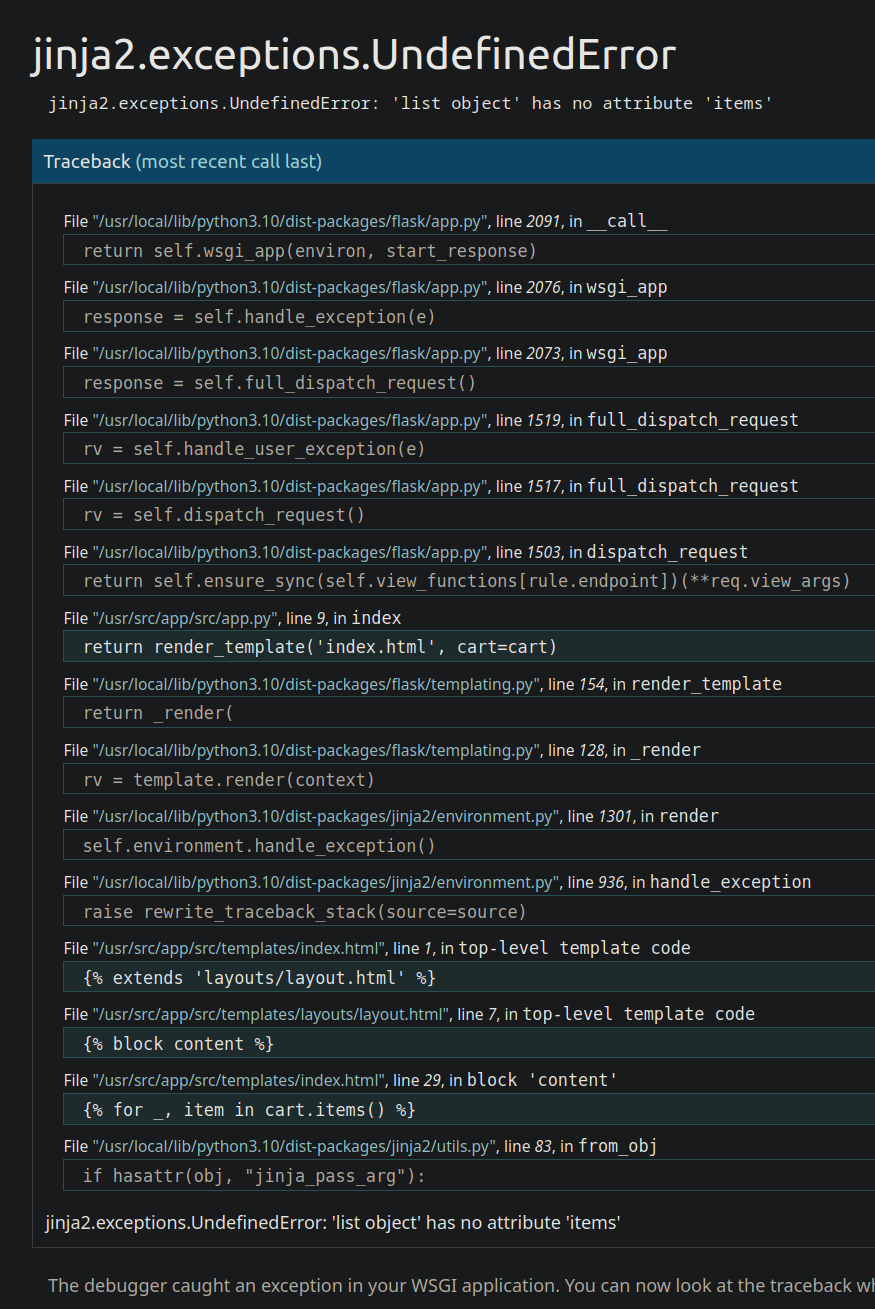 jinja2.exceptions.UndefinedError
jinja2.exceptions.UndefinedError: 'list object' has no attribute 'items'
Traceback (most recent call last)
File "/usr/local/lib/python3.10/dist-packages/flask/app.py", line 2091, in __call__
return self.wsgi_app(environ, start_response)
File "/usr/local/lib/python3.10/dist-packages/flask/app.py", line 2076, in wsgi_app
response = self.handle_exception(e)
File "/usr/local/lib/python3.10/dist-packages/flask/app.py", line 2073, in wsgi_app
response = self.full_dispatch_request()
File "/usr/local/lib/python3.10/dist-packages/flask/app.py", line 1519, in full_dispatch_request
rv = self.handle_user_exception(e)
File "/usr/local/lib/python3.10/dist-packages/flask/app.py", line 1517, in full_dispatch_request
rv = self.dispatch_request()
File "/usr/local/lib/python3.10/dist-packages/flask/app.py", line 1503, in dispatch_request
return self.ensure_sync(self.view_functions[rule.endpoint])(**req.view_args)
File "/usr/src/app/src/app.py", line 9, in index
return render_template('index.html', cart=cart)
File "/usr/local/lib/python3.10/dist-packages/flask/templating.py", line 154, in render_template
return _render(
File "/usr/local/lib/python3.10/dist-packages/flask/templating.py", line 128, in _render
rv = template.render(context)
File "/usr/local/lib/python3.10/dist-packages/jinja2/environment.py", line 1301, in render
self.environment.handle_exception()
File "/usr/local/lib/python3.10/dist-packages/jinja2/environment.py", line 936, in handle_exception
raise rewrite_traceback_stack(source=source)
File "/usr/src/app/src/templates/index.html", line 1, in top-level template code
{% extends 'layouts/layout.html' %}
File "/usr/src/app/src/templates/layouts/layout.html", line 7, in top-level template code
{% block content %}
File "/usr/src/app/src/templates/index.html", line 29, in block 'content'
{% for _, item in cart.items() %}
File "/usr/local/lib/python3.10/dist-packages/jinja2/utils.py", line 83, in from_obj
if hasattr(obj, "jinja_pass_arg"):
jinja2.exceptions.UndefinedError: 'list object' has no attribute 'items'
The debugger caught an exception in your WSGI application. You can now look at the traceback